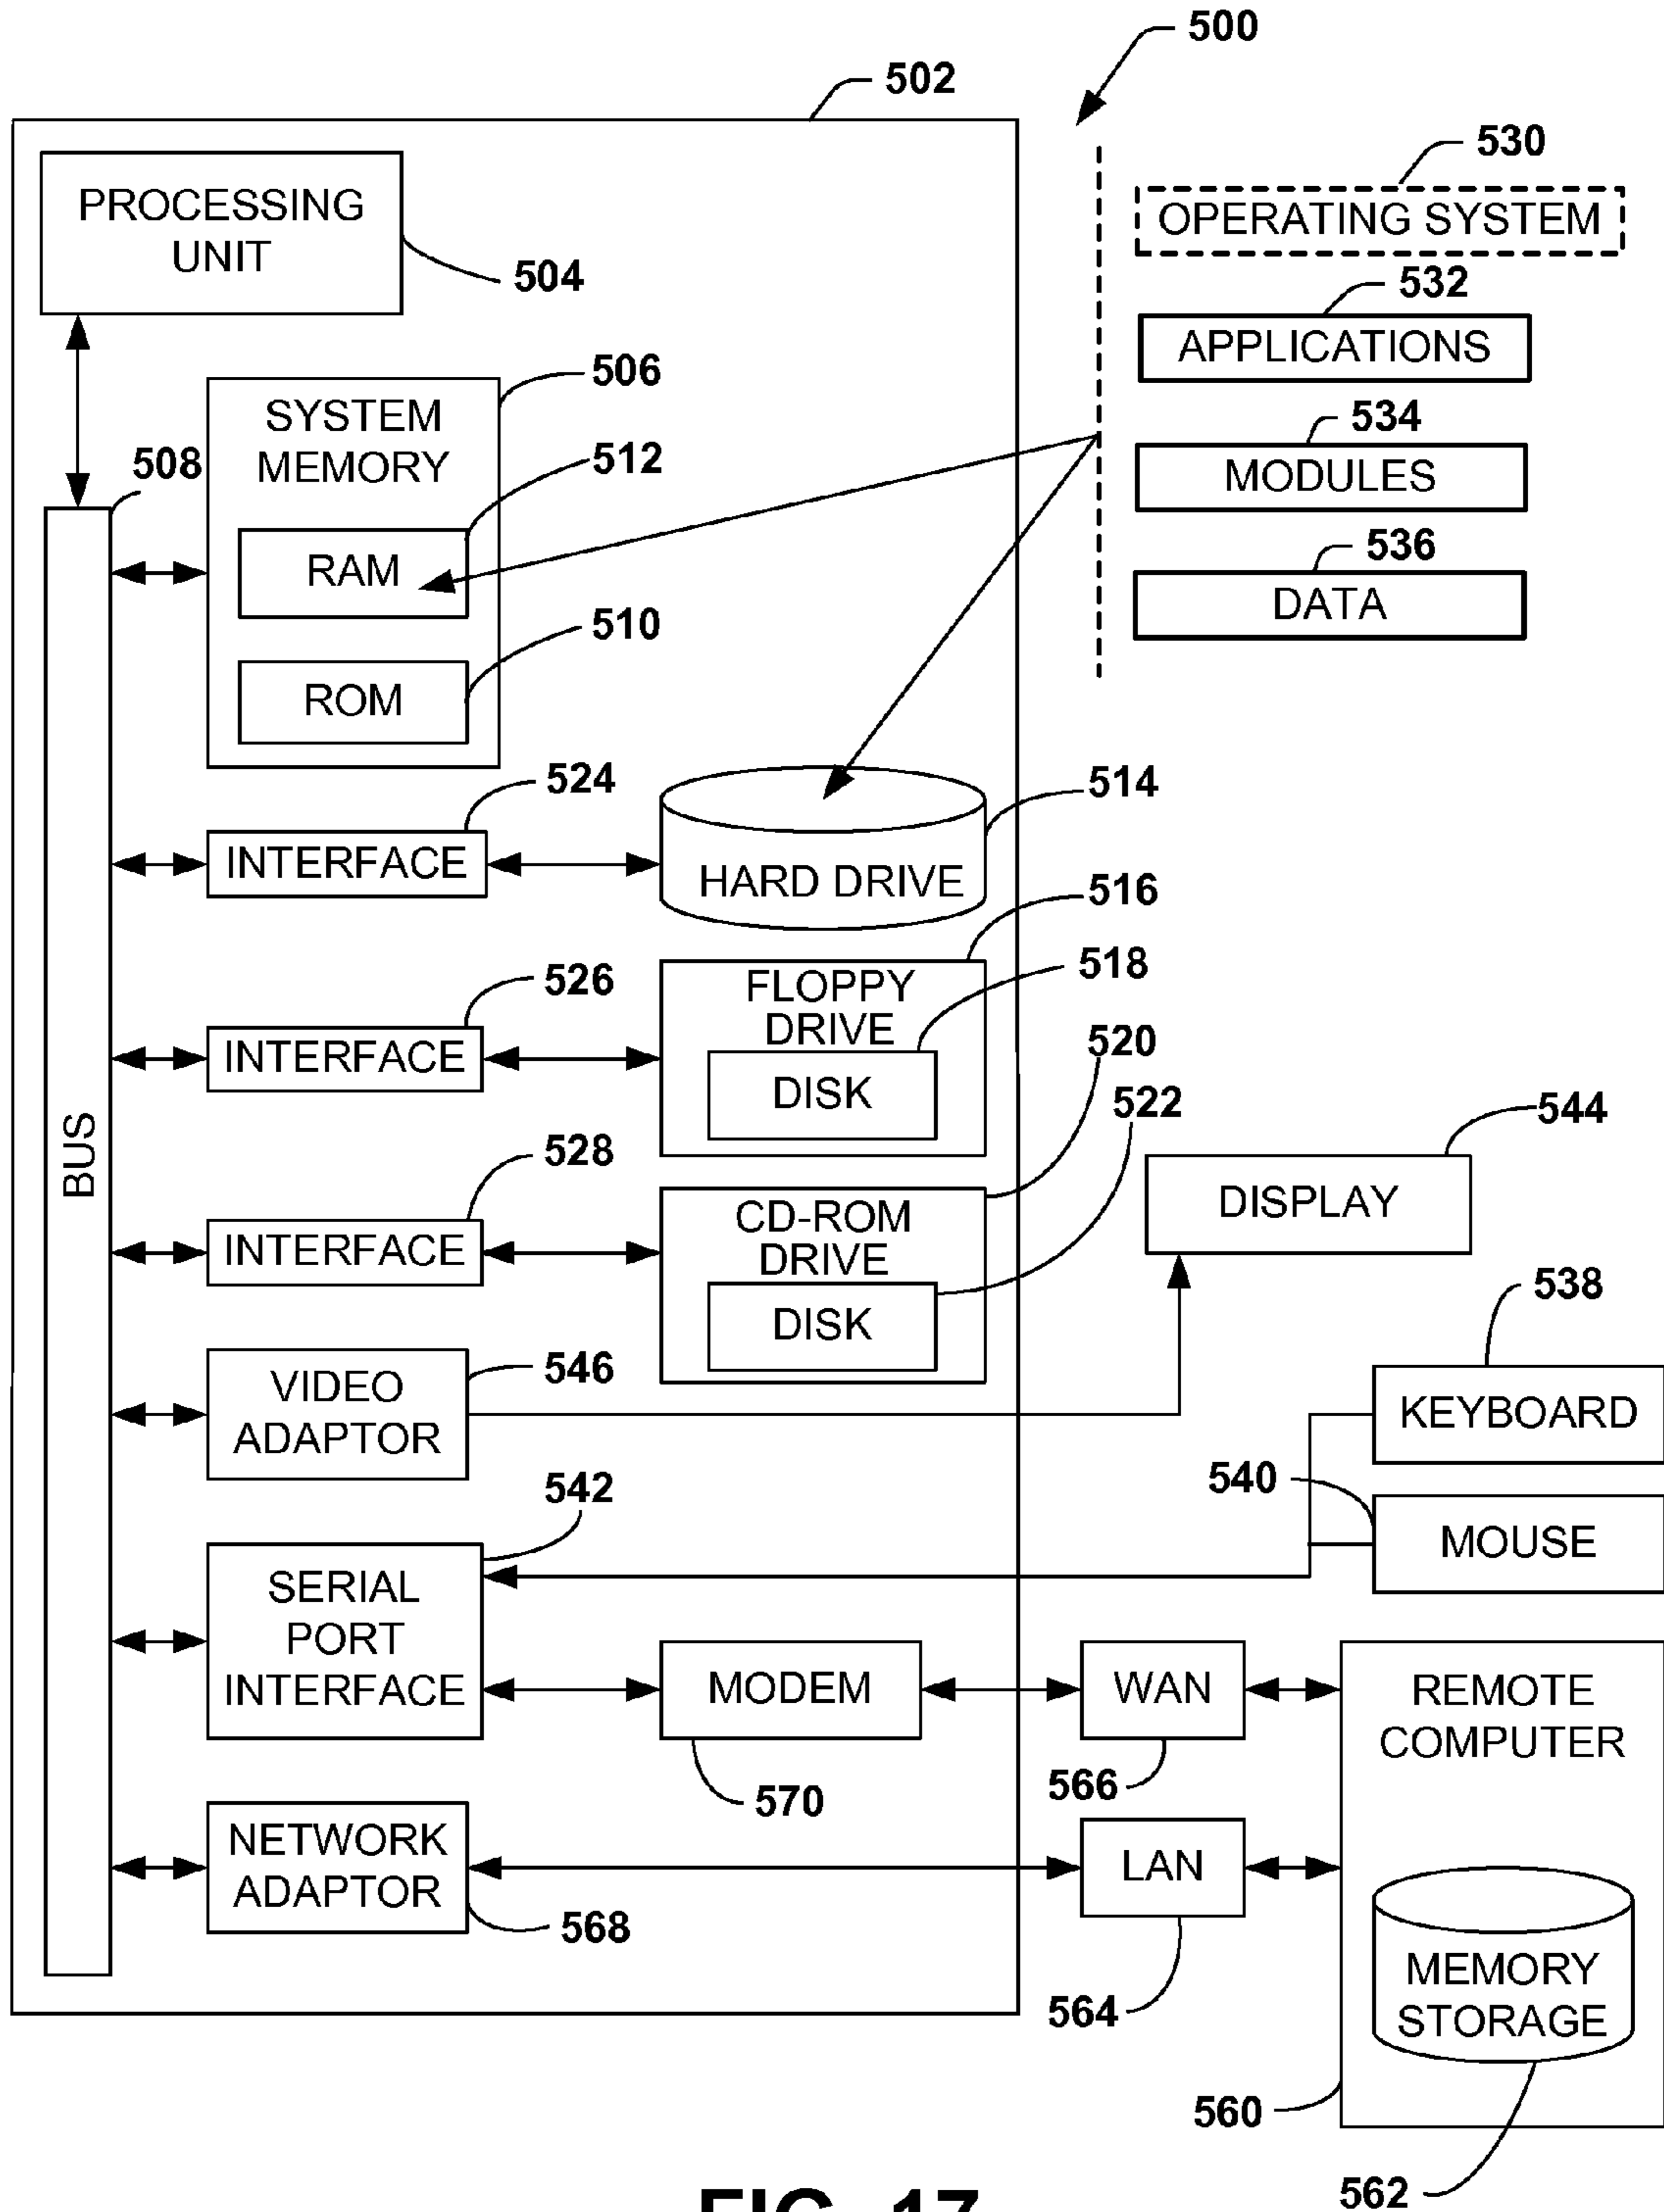 500
502
530
PROCESSING
UNIT
504
OPERATING SYSTEM
532
APPLICATIONS
506
SYSTEM
MEMORY
534
MODULES
508
512
RAM
536
DATA
510
ROM
524
INTERFACE
514
HARD DRIVE
516
526
INTERFACE
FLOPPY
DRIVE
518
DISK
520
522
BUS
528
INTERFACE
CD-ROM
DRIVE
DISK
544
DISPLAY
538
KEYBOARD
546
VIDEO
ADAPTOR
540
MOUSE
542
SERIAL
PORT
INTERFACE
MODEM
570
WAN
566
REMOTE
COMPUTER
NETWORK
ADAPTOR
568
LAN
564
MEMORY
STORAGE
560
562
FIG. 17